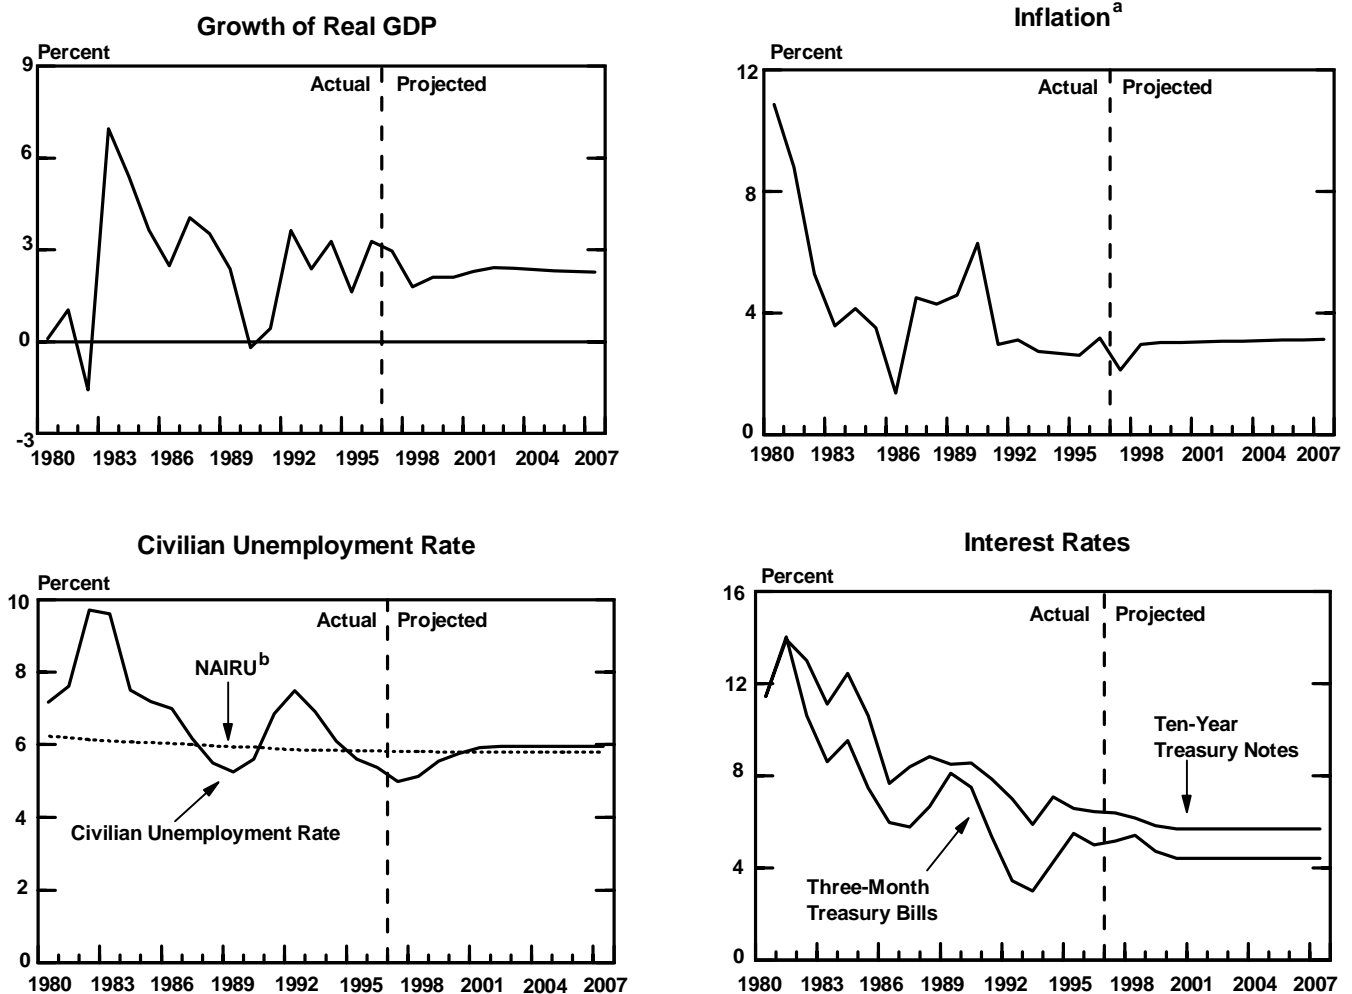 Growth of Real GDP
Percent
9
Actual
Projected
6
3
0
-3
1980 1983 1986 1989 1992 1995 1998 2001 2004 2007
Inflationa
Percent
12
Actual
Projected
8
4
0
1980 1983 1986 1989 1992 1995 1998 2001 2004 2007
Civilian Unemployment Rate
Percent
10
Actual
Projected
8
NAIRUb
6
4
Civilian Unemployment Rate
2
0
1980 1983 1986 1989 1992 1995 1998 2001 2004 2007
Interest Rates
Percent
16
Actual
Projected
12
Ten-Year
Treasury Notes
8
4
Three-Month
Treasury Bills
0
1980 1983 1986 1989 1992 1995 1998 2001 2004 2007